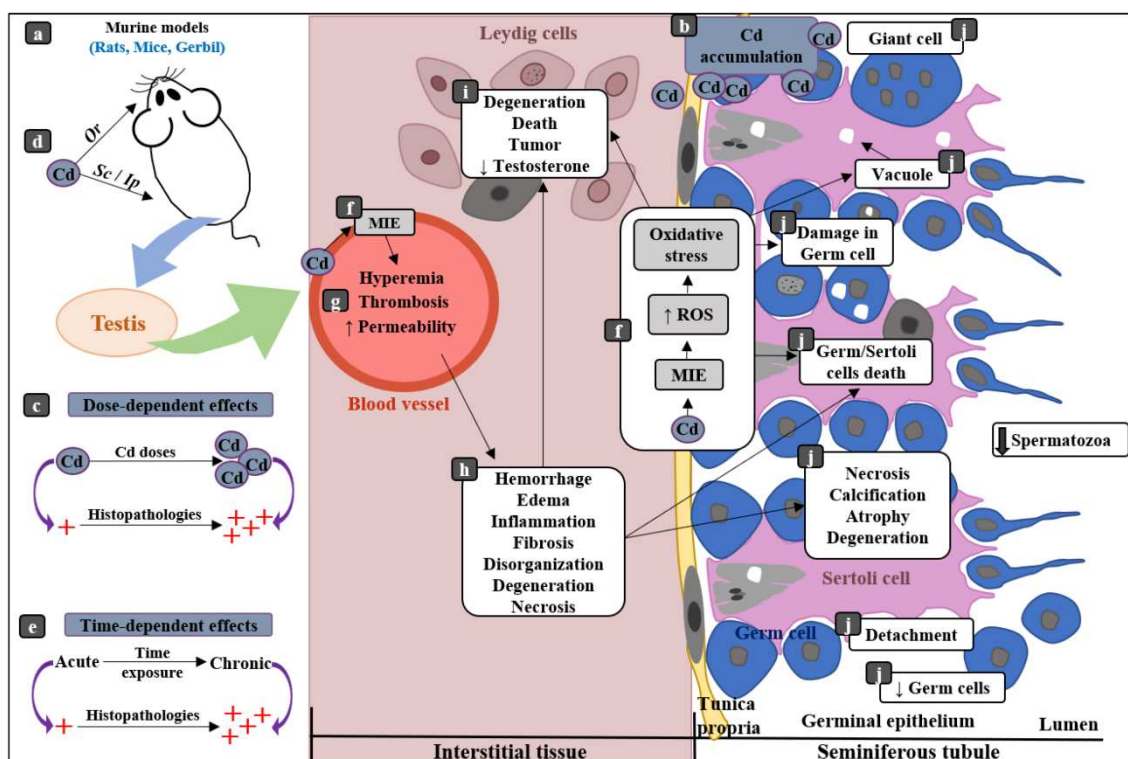 a
Murine models
(Rats, Mice, Gerbil)
d
Cd
Or
Sc / Ip
Testis
c
Dose-dependent effects
Cd
Cd doses
Cd
Cd
Cd
+
Histopathologies
+ + + + +
e
Time-dependent effects
Acute
Time
exposure
Chronic
+
Histopathologies
+ + + + +
Leydig cells
i
Degeneration
Death
Tumor
↓ Testosterone
f
MIE
Cd
Hyperemia
g
Thrombosis
↑ Permeability
Blood vessel
h
Hemorrhage
Edema
Inflammation
Fibrosis
Disorganization
Degeneration
Necrosis
b
Cd
accumulation
Cd
Cd
Cd
Cd
Cd
Giant cell
j
Vacuole
j
j
Damage in
Germ cell
Oxidative
stress
↑ ROS
f
MIE
Cd
j
Germ/Sertoli
cells death
↓ Spermatozoa
j
Necrosis
Calcification
Atrophy
Degeneration
Sertoli cell
Germ cell
j
Detachment
j
↓ Germ cells
Tunica
propria
Germinal epithelium
Lumen
Interstitial tissue
Seminiferous tubule